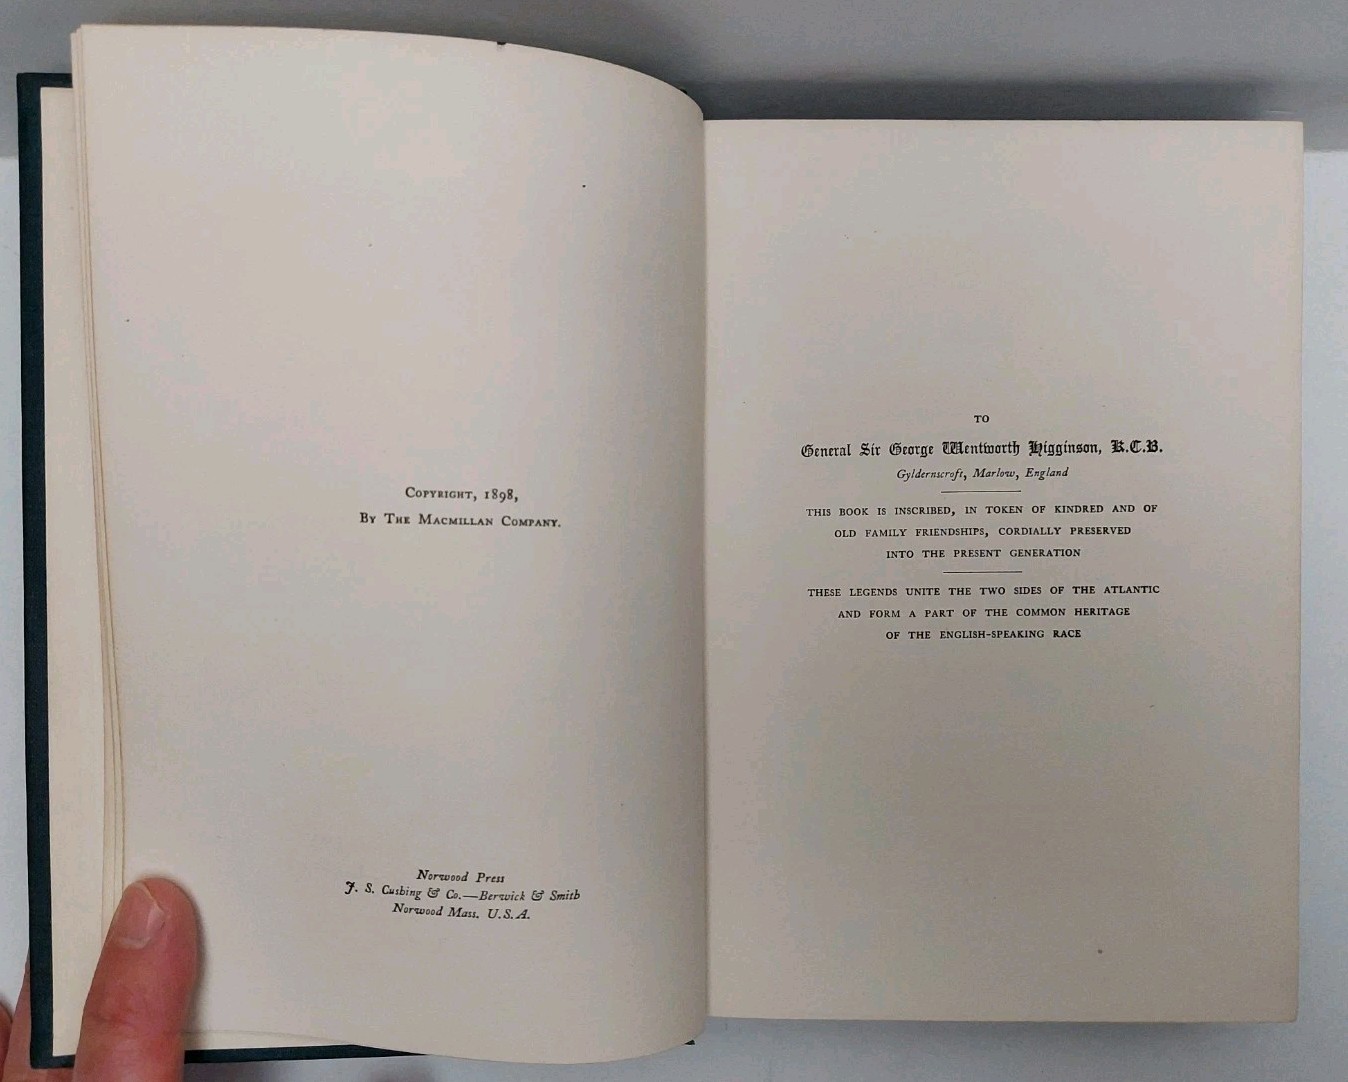 Copyright, 1898,
By The Macmillan Company.
Norwood Press
J. S. Cushing & Co.—Berwick & Smith
Norwood Mass. U.S.A.
TO
General Sir George Wentworth Higginson, K.C.B.
Gyldernscroft, Marlow, England
THIS BOOK IS INSCRIBED, IN TOKEN OF KINDRED AND OF
OLD FAMILY FRIENDSHIPS, CORDIALLY PRESERVED
INTO THE PRESENT GENERATION
THESE LEGENDS UNITE THE TWO SIDES OF THE ATLANTIC
AND FORM A PART OF THE COMMON HERITAGE
OF THE ENGLISH-SPEAKING RACE